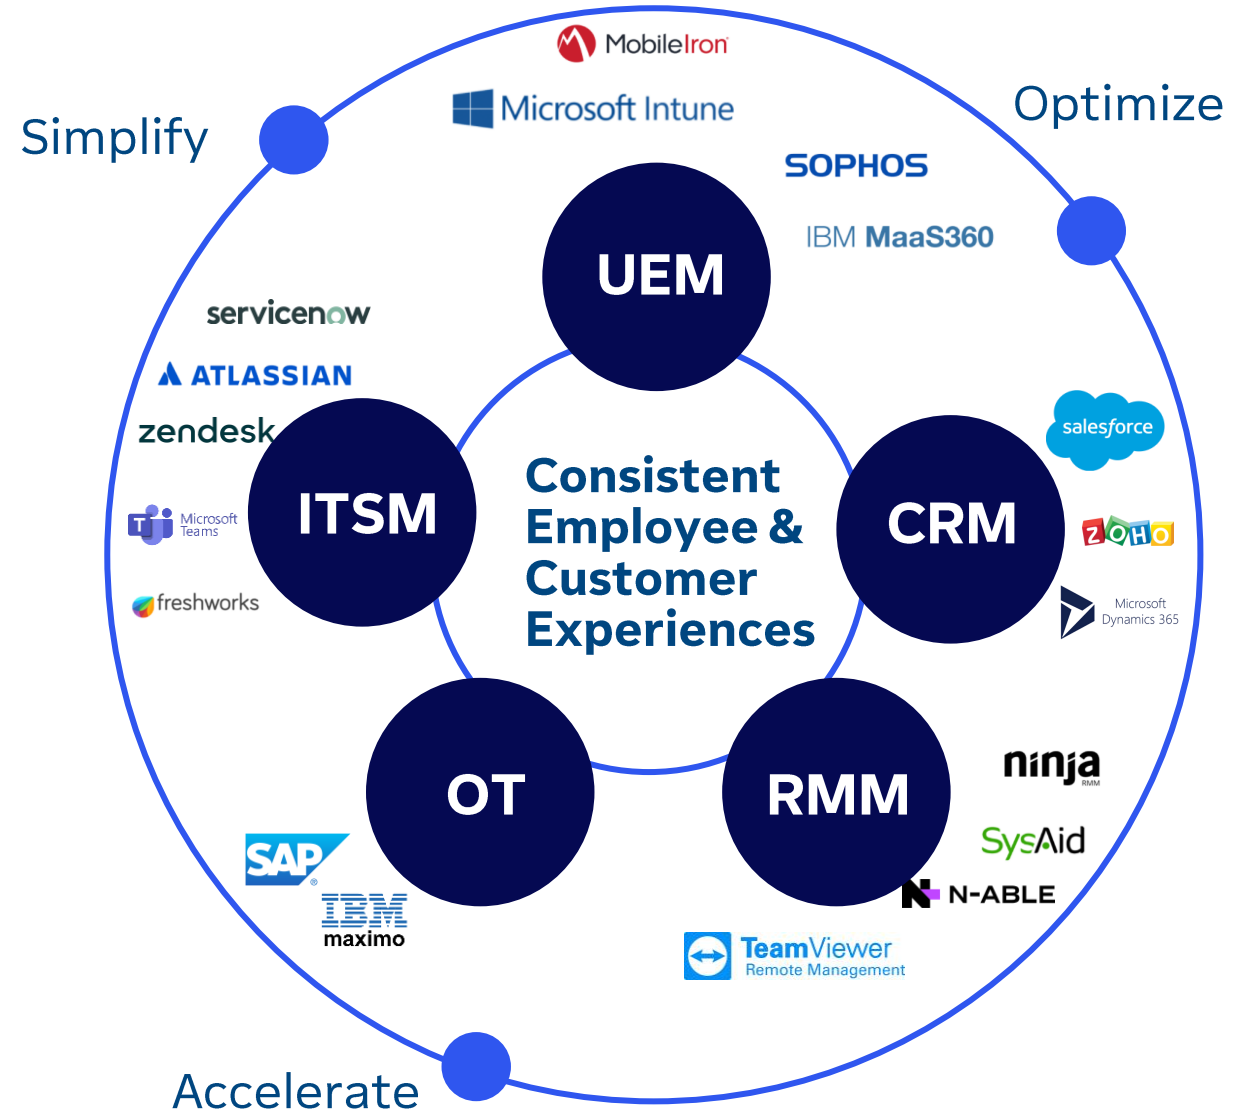 MobileIron
Microsoft Intune
Optimize
Simplify
SOPHOS
IBM MaaS360
UEM
servicenow
ATLASSIAN
zendesk
salesforce
Consistent
Employee &
Customer
Experiences
ITSM
CRM
T
Microsoft
Teams
ZOHO
freshworks
Microsoft
Dynamics 365
OT
RMM
ninja
RMM
SysAid
SAP®
N-ABLE
IBM
maximo
TeamViewer
Remote Management
Accelerate